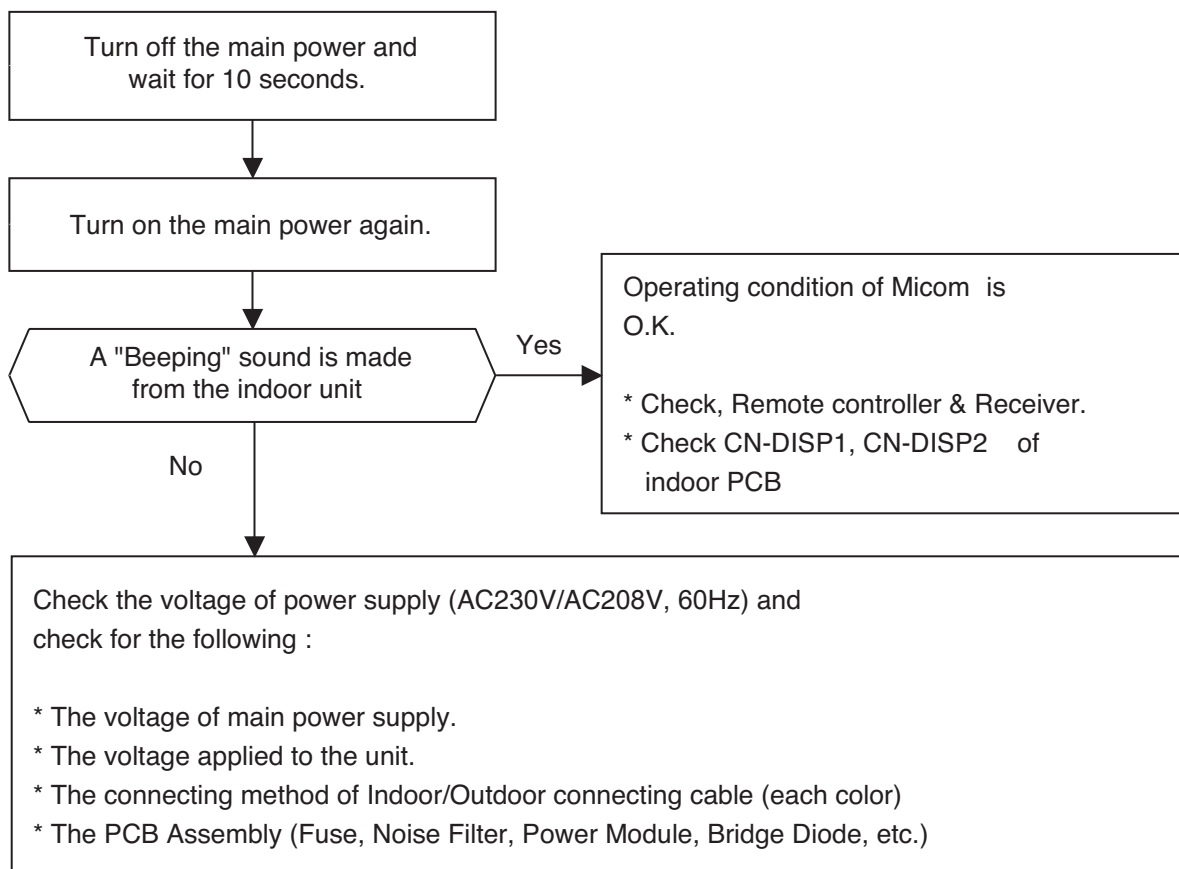 Turn off the main power and
wait for 10 seconds.
Turn on the main power again.
A "Beeping" sound is made
from the indoor unit
Yes
Operating condition of Micom is
O.K.
* Check, Remote controller & Receiver.
* Check CN-DISP1, CN-DISP2 of
indoor PCB
No
Check the voltage of power supply (AC230V/AC208V, 60Hz) and
check for the following :
* The voltage of main power supply.
* The voltage applied to the unit.
* The connecting method of Indoor/Outdoor connecting cable (each color)
* The PCB Assembly (Fuse, Noise Filter, Power Module, Bridge Diode, etc.)